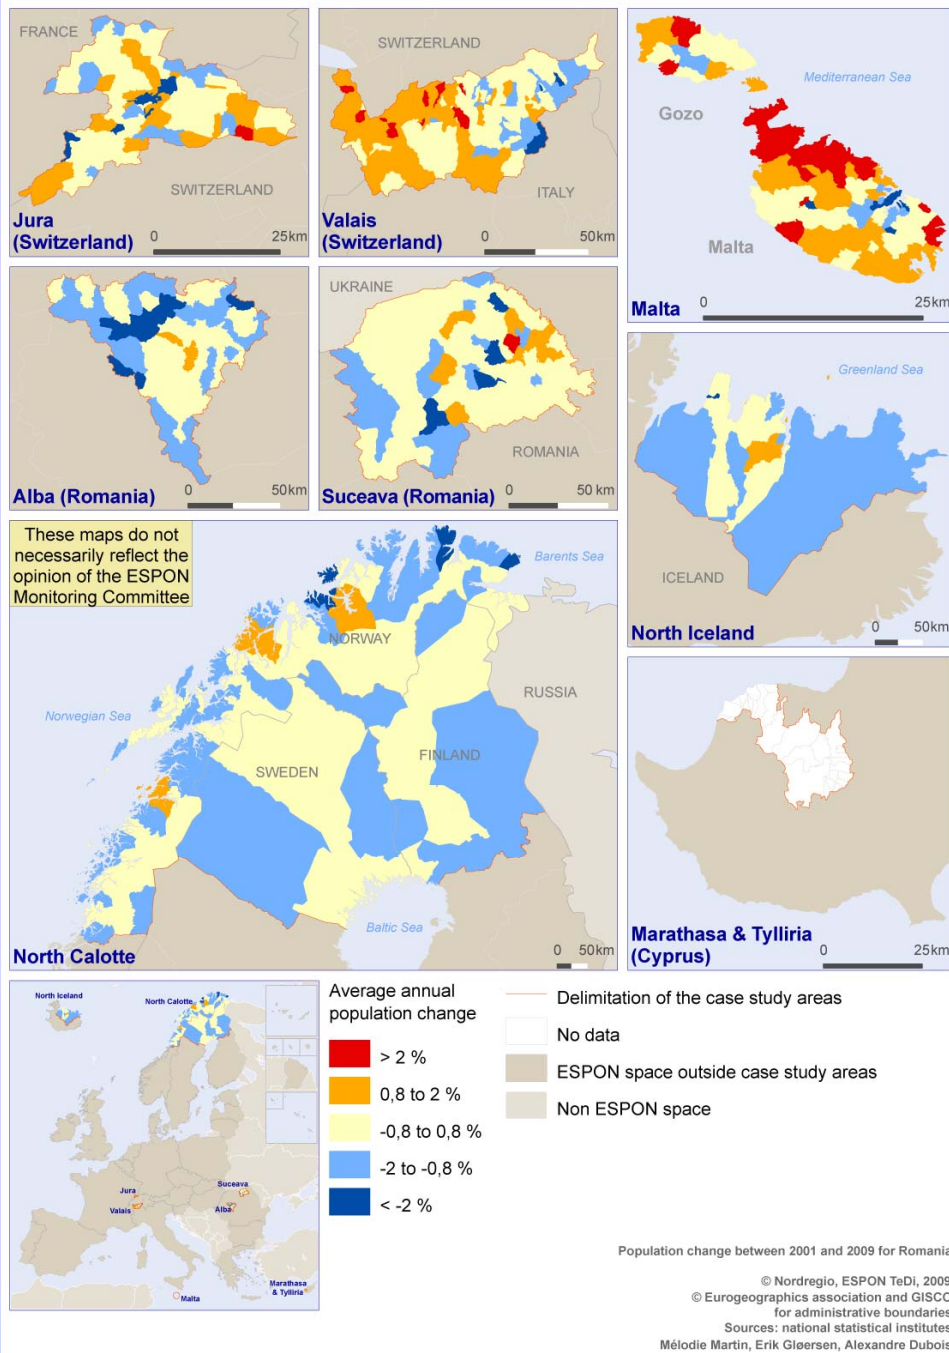 FRANCE
SWITZERLAND
Jura
(Switzerland)
0 25km
SWITZERLAND
ITALY
Valais
(Switzerland)
0 50km
Mediterranean Sea
Gozo
Malta
Malta
0 25km
Alba (Romania)
0 50km
UKRAINE
ROMANIA
Suceava (Romania)
0 50km
Greenland Sea
ICELAND
North Iceland
0 50km
These maps do not
necessarily reflect the
opinion of the ESPON
Monitoring Committee
Barents Sea
NORWAY
RUSSIA
Norwegian Sea
SWEDEN
FINLAND
Baltic Sea
North Calotte
0 50km
Marathasa & Tylliria
(Cyprus)
0 25km
North Iceland
North Calotte
Jura
Valais
Suceava
Alba
Malta
Marathasa
& Tylliria
Average annual
population change
> 2 %
0,8 to 2 %
-0,8 to 0,8 %
-2 to -0,8 %
< -2 %
Delimitation of the case study areas
No data
ESPON space outside case study areas
Non ESPON space
Population change between 2001 and 2009 for Romania
© Nordregio, ESPON TeDi, 2009
© Eurogeographics association and GISCO
for administrative boundaries
Sources: national statistical institutes
Mélodie Martin, Erik Gløersen, Alexandre Dubois